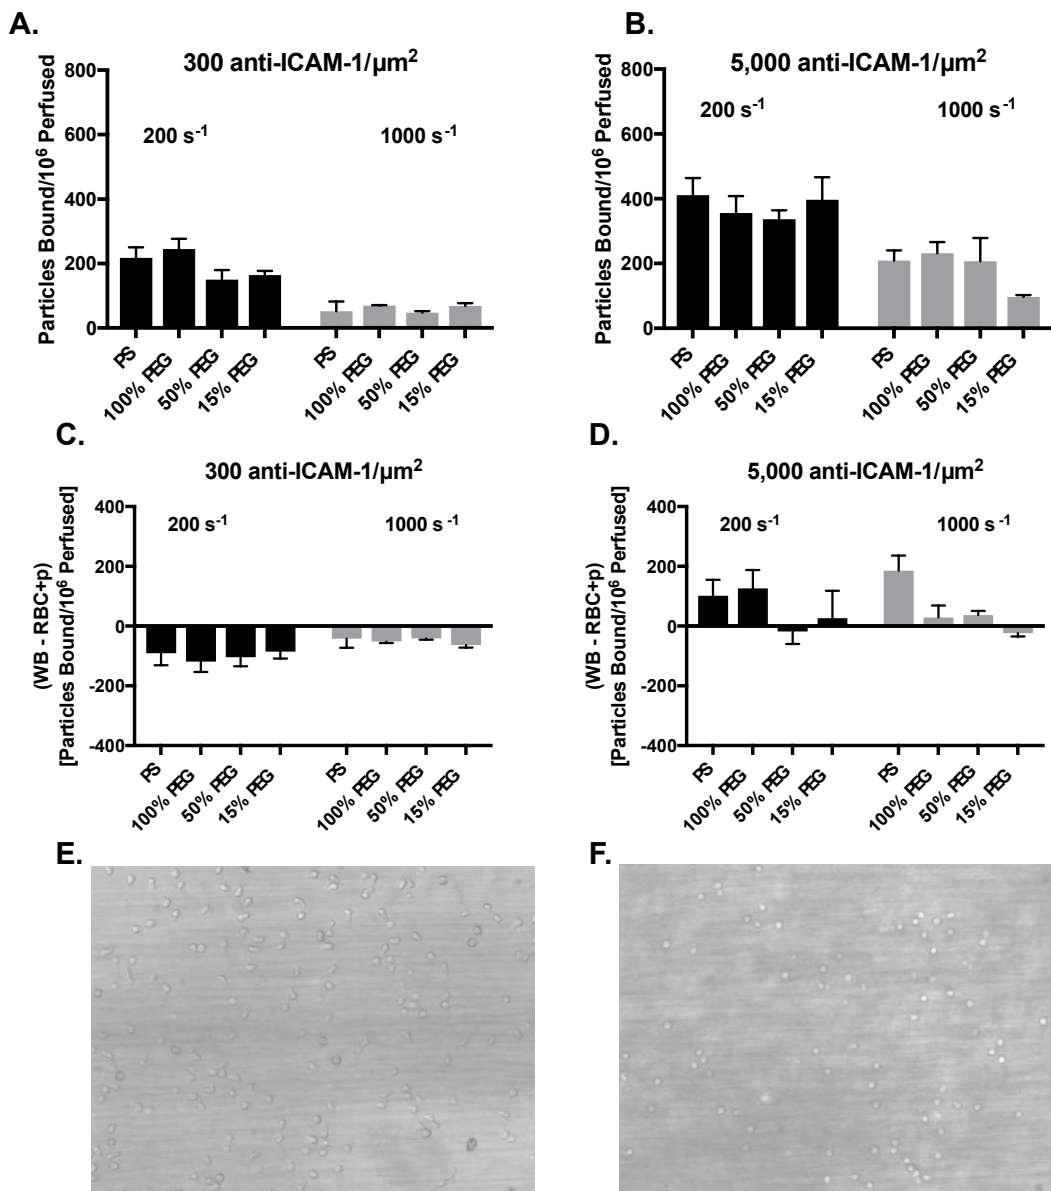 A.
300 anti-ICAM-1/µm²
Particles Bound/10⁶ Perfused
800
600
400
200
0
200 s⁻¹
1000 s⁻¹
PS
100% PEG
50% PEG
15% PEG
PS
100% PEG
50% PEG
15% PEG
B.
5,000 anti-ICAM-1/µm²
Particles Bound/10⁶ Perfused
800
600
400
200
0
200 s⁻¹
1000 s⁻¹
PS
100% PEG
50% PEG
15% PEG
PS
100% PEG
50% PEG
15% PEG
C.
300 anti-ICAM-1/µm²
(WB - RBC+p)
[Particles Bound/10⁶ Perfused]
400
200
0
-200
-400
200 s⁻¹
1000 s⁻¹
PS
100% PEG
50% PEG
15% PEG
PS
100% PEG
50% PEG
15% PEG
D.
5,000 anti-ICAM-1/µm²
(WB - RBC+p)
[Particles Bound/10⁶ Perfused]
400
200
0
-200
-400
200 s⁻¹
1000 s⁻¹
PS
100% PEG
50% PEG
15% PEG
PS
100% PEG
50% PEG
15% PEG
E.
F.